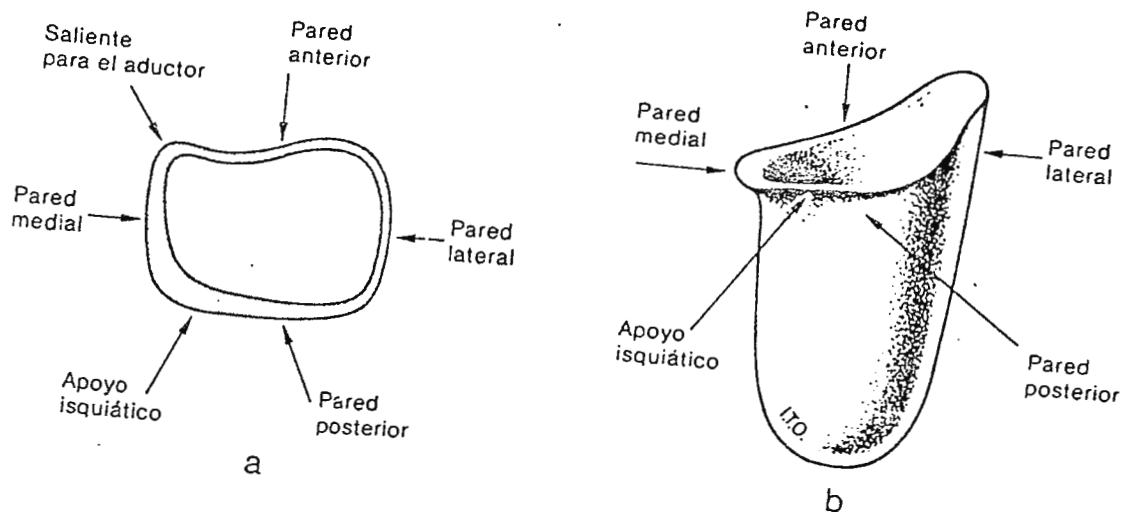 Saliente
para el aductor
Pared
anterior
Pared
medial
Pared
lateral
Apoyo
isquiático
Pared
posterior
a
Pared
anterior
Pared
medial
Pared
lateral
Apoyo
isquiático
Pared
posterior
I.T.O.
b